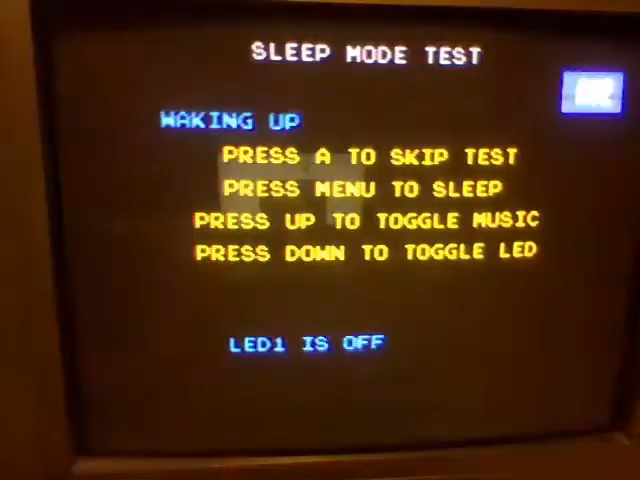 SLEEP MODE TEST
WAKING UP
PRESS A TO SKIP TEST
PRESS MENU TO SLEEP
PRESS UP TO TOGGLE MUSIC
PRESS DOWN TO TOGGLE LED
LED1 IS OFF